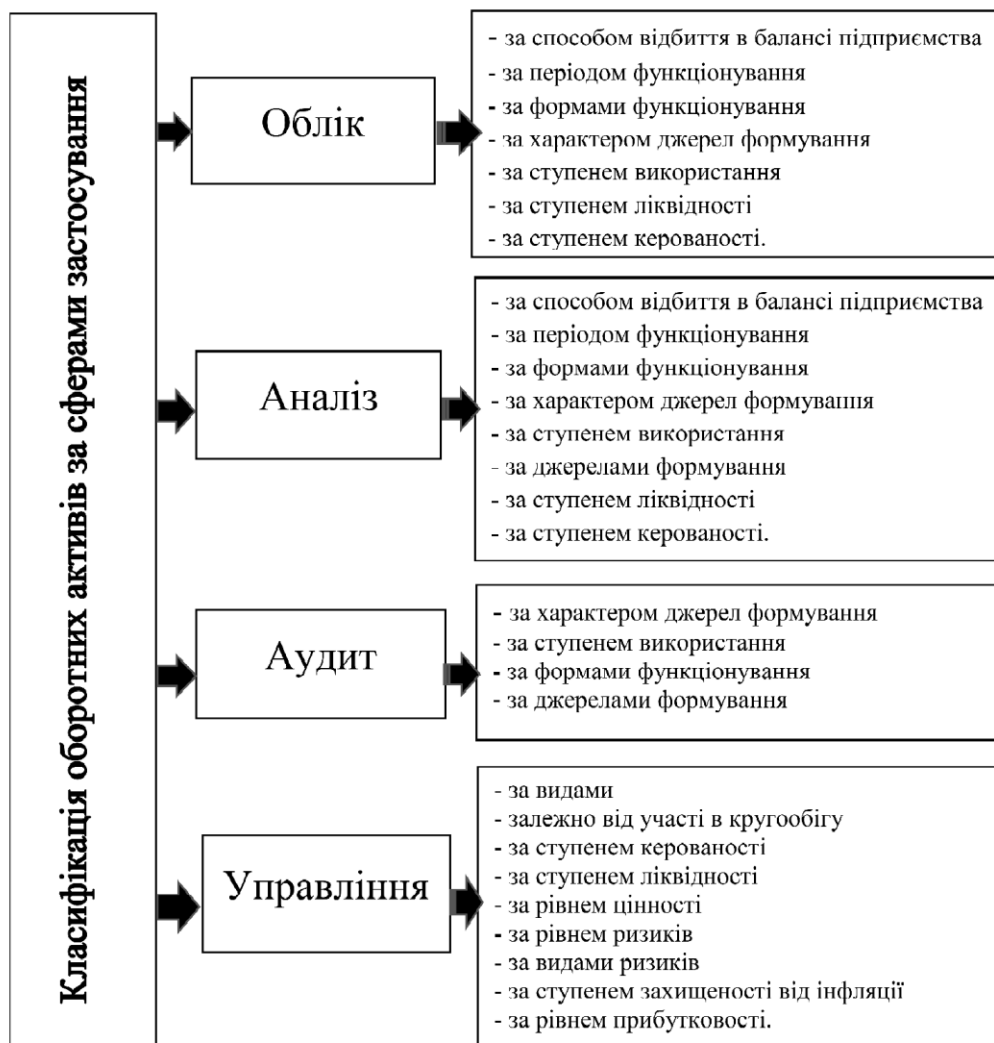 Класифікація оборотних активів за сферами застосування
Облік
- за способом відбиття в балансі підприємства
- за періодом функціонування
- за формами функціонування
- за характером джерел формування
- за ступенем використання
- за ступенем ліквідності
- за ступенем керованості.
Аналіз
- за способом відбиття в балансі підприємства
- за періодом функціонування
- за формами функціонування
- за характером джерел формування
- за ступенем використання
- за джерелами формування
- за ступенем ліквідності
- за ступенем керованості.
Аудит
- за характером джерел формування
- за ступенем використання
- за формами функціонування
- за джерелами формування
Управління
- за видами
- залежно від участі в кругообігу
- за ступенем керованості
- за ступенем ліквідності
- за рівнем цінності
- за рівнем ризиків
- за видами ризиків
- за ступенем захищеності від інфляції
- за рівнем прибутковості.